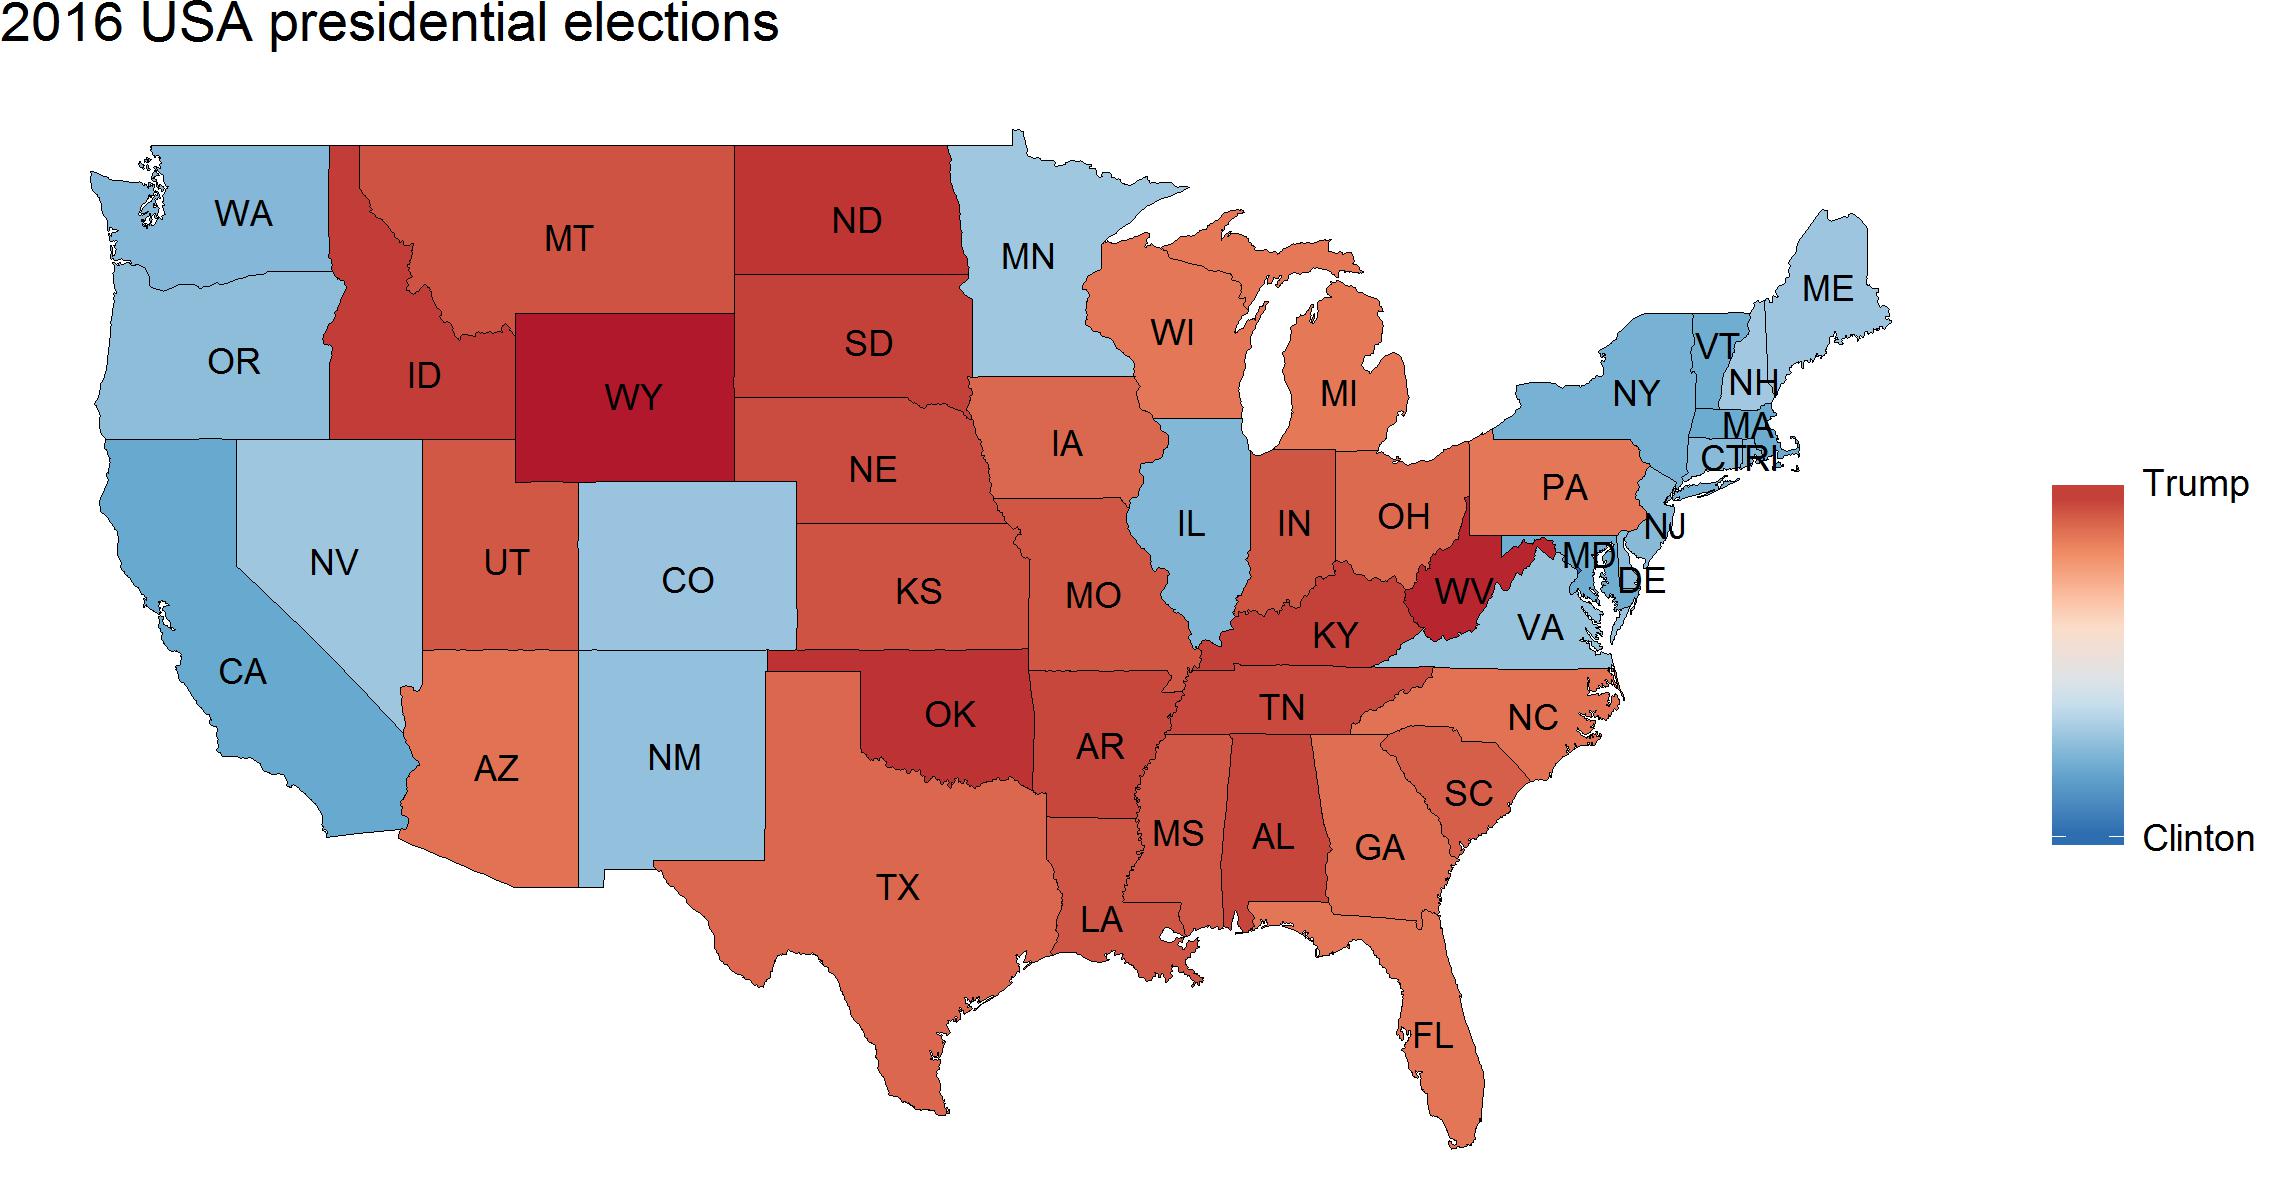 2016 USA presidential elections
WA
MT
ND
MN
ME
OR
ID
WY
SD
WI
MI
NY
VT
NH
MA
CT
RI
IA
NE
PA
NJ
NV
UT
CO
KS
MO
IL
IN
OH
WV
MD
DE
VA
KY
CA
AZ
NM
OK
AR
TN
NC
SC
TX
LA
MS
AL
GA
FL
Trump
Clinton